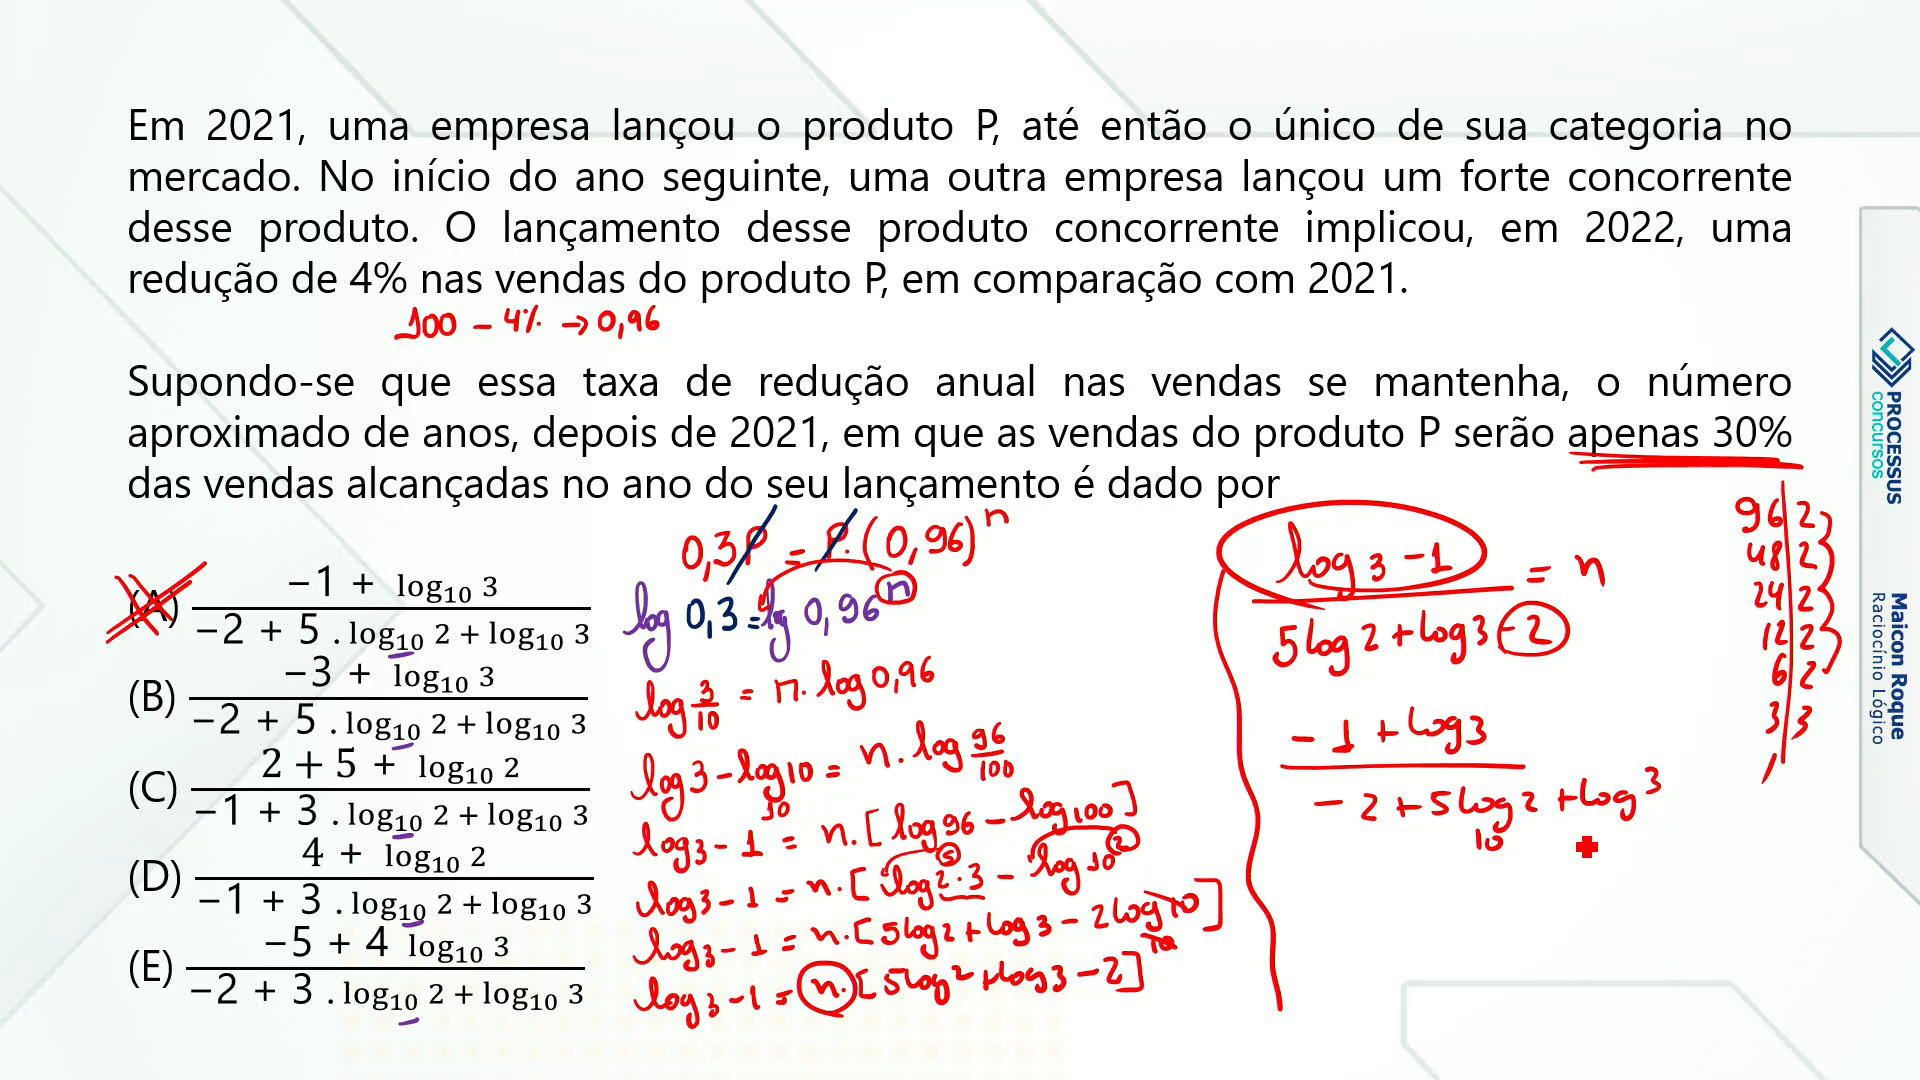 Em 2021, uma empresa lançou o produto P, até então o único de sua categoria no
mercado. No início do ano seguinte, uma outra empresa lançou um forte concorrente
desse produto. O lançamento desse produto concorrente implicou, em 2022, uma
redução de 4% nas vendas do produto P, em comparação com 2021.
100 - 4% → 0,96
Supondo-se que essa taxa de redução anual nas vendas se mantenha, o número
aproximado de anos, depois de 2021, em que as vendas do produto P serão apenas 30%
das vendas alcançadas no ano do seu lançamento é dado por
(A) −1 + log₁₀ 3
−2 + 5 . log₁₀ 2 + log₁₀ 3
(B) −3 + log₁₀ 3
−2 + 5 . log₁₀ 2 + log₁₀ 3
(C) 2 + 5 + log₁₀ 2
−1 + 3 . log₁₀ 2 + log₁₀ 3
(D) 4 + log₁₀ 2
−1 + 3 . log₁₀ 2 + log₁₀ 3
(E) −5 + 4 log₁₀ 3
−2 + 3 . log₁₀ 2 + log₁₀ 3
0,3P = P.(0,96)ⁿ
log 0,3 = log 0,96ⁿ
log 3/10 = n. log 0,96
log 3 - log 10 = n. log 96/100
10
log 3 - 1 = n.[log 96 - log 100]
log 3 - 1 = n.[log 2⁵.3 - log 10²]
log 3 - 1 = n.[5log 2 + log 3 - 2log 10]
10
log 3 - 1 = n.[5log 2 + log 3 - 2]
log 3 - 1 = n
5log 2 + log 3 - 2
- 1 + log 3
- 2 + 5log 2 + log 3
10
96 2
48 2
24 2
12 2
6 2
3 3
1
PROCESSUS
concursos
Maicon Roque
Raciocínio Lógico